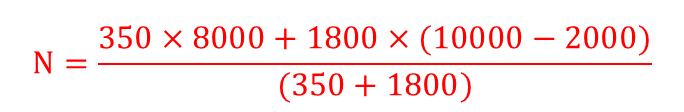 N = (350 × 8000 + 1800 × (10000 − 2000)) / (350 + 1800)